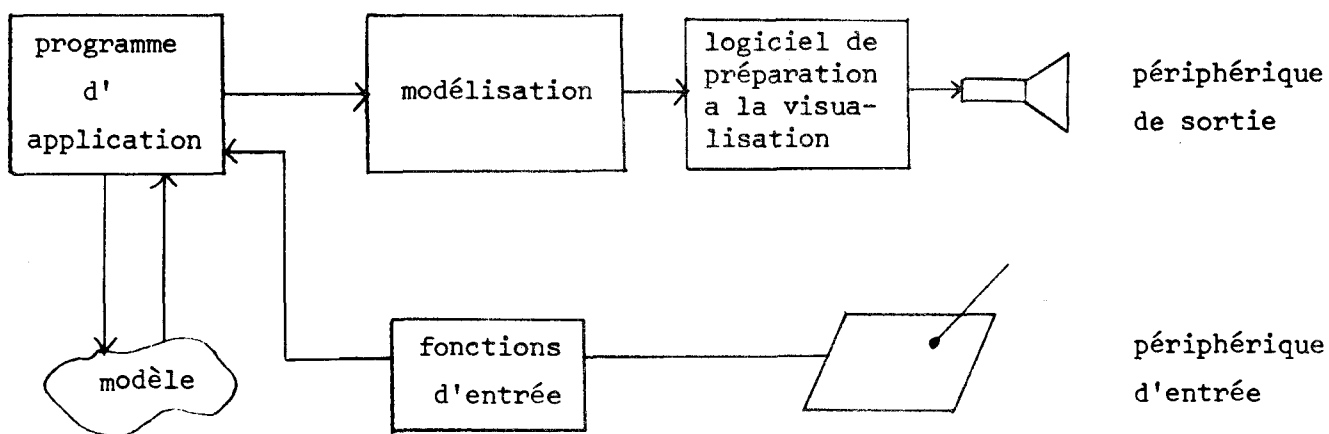 programme
d'
application
modélisation
logiciel de
préparation
a la visua-
lisation
périphérique
de sortie
modèle
fonctions
d'entrée
périphérique
d'entrée